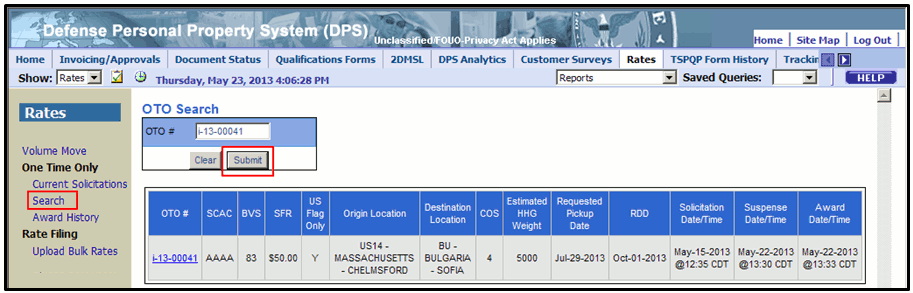 Defense Personal Property System (DPS)
Unclassified/FOUO-Privacy Act Applies
Home | Site Map | Log Out |
Home Invoicing/Approvals Document Status Qualifications Forms 2DMSL DPS Analytics Customer Surveys Rates TSPQP Form History Trackin
Show: Rates Thursday, May 23, 2013 4:06:28 PM Reports Saved Queries: HELP
Rates
Volume Move
One Time Only
Current Solicitations
Search
Award History
Rate Filing
Upload Bulk Rates
OTO Search
OTO # i-13-00041
Clear Submit
OTO # SCAC BVS SFR US Flag Only Origin Location Destination Location COS Estimated HHG Weight Requested Pickup Date RDD Solicitation Date/Time Suspense Date/Time Award Date/Time
i-13-00041 AAAA 83 $50.00 Y US14 - MASSACHUSETTS - CHELMSFORD BU - BULGARIA - SOFIA 4 5000 Jul-29-2013 Oct-01-2013 May-15-2013 @12:35 CDT May-22-2013 @13:30 CDT May-22-2013 @13:33 CDT